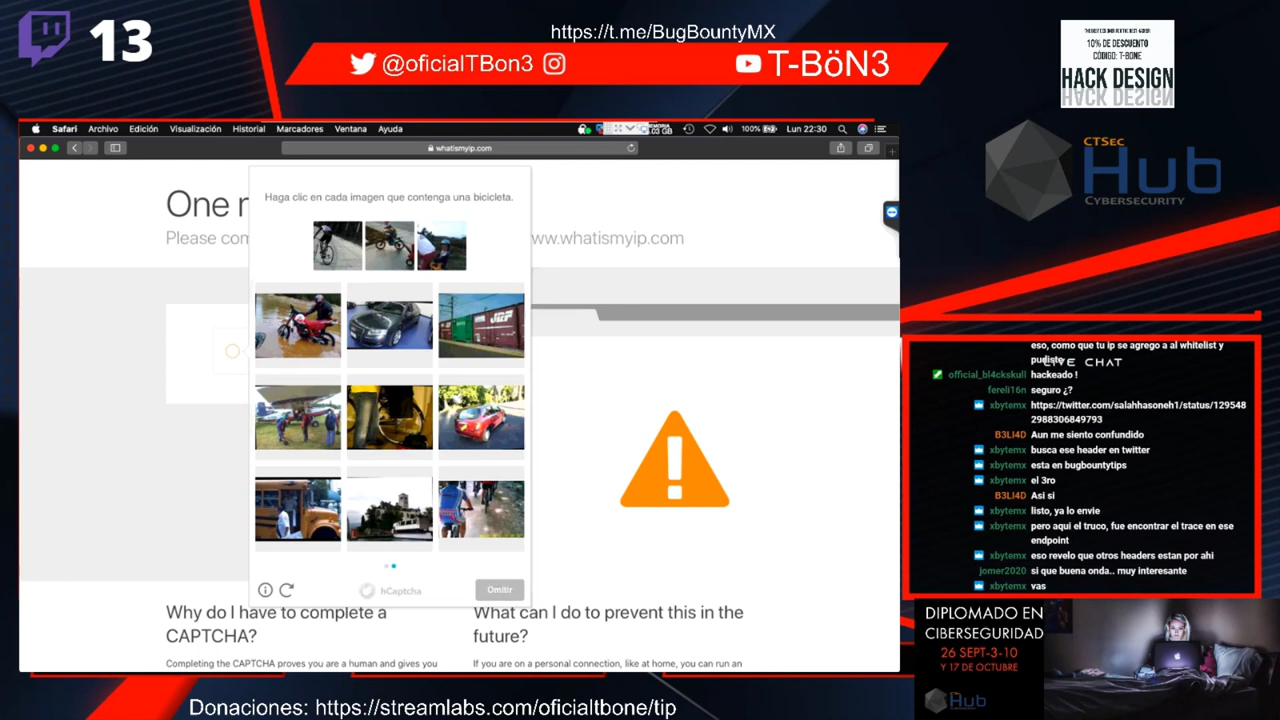 13
https://t.me/BugBountyMX
@oficialTBon3
T-BöN3
10% DE DESCUENTO
CÓDIGO: T-BONE
HACK DESIGN
CTSEC
Hub
CYBERSECURITY
Safari Archivo Edición Visualización Historial Marcadores Ventana Ayuda
100% Lun 22:30
whatismyip.com
Haga clic en cada imagen que contenga una bicicleta.
One
Please com
ww.whatismyip.com
hCaptcha
Omitir
Why do I have to complete a
CAPTCHA?
Completing the CAPTCHA proves you are a human and gives you
What can I do to prevent this in the
future?
If you are on a personal connection, like at home, you can run an
eso, como que tu ip se agrego a al whitelist y
pudiste
LIVE CHAT
official_bl4ckskull hackeado !
fereli16n seguro ¿?
xbytemx https://twitter.com/salahhasoneh1/status/129548
2988306849793
B3LI4D Aun me siento confundido
xbytemx busca ese header en twitter
xbytemx esta en bugbountytips
xbytemx el 3ro
B3LI4D Asi si
xbytemx listo, ya lo envie
xbytemx pero aqui el truco, fue encontrar el trace en ese
endpoint
xbytemx eso revelo que otros headers estan por ahi
jomer2020 si que buena onda.. muy interesante
xbytemx vas
DIPLOMADO EN
CIBERSEGURIDAD
26 SEPT-3-10
Y 17 DE OCTUBRE
Hub
Donaciones: https://streamlabs.com/oficialtbone/tip